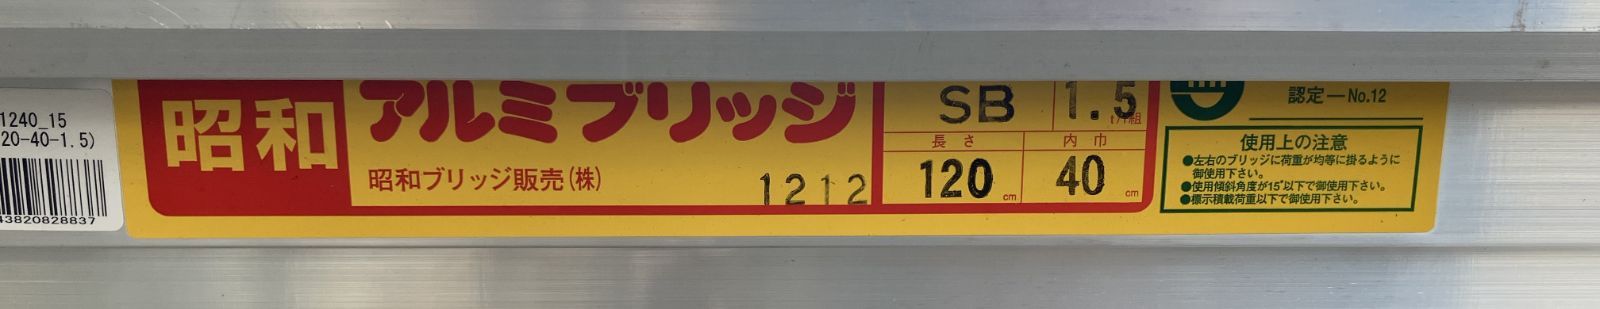 1240_15
20-40-1.5)
43820828837
昭和
アルミブリッジ
昭和ブリッジ販売(株)
1212
SB
1.5
t/1組
長さ
内巾
120cm
40cm
認定ーNo.12
使用上の注意
●左右のブリッジに荷重が均等に掛るように
御使用下さい。
●使用傾斜角度が15°以下で御使用下さい。
●標示積載荷重以下で御使用下さい。